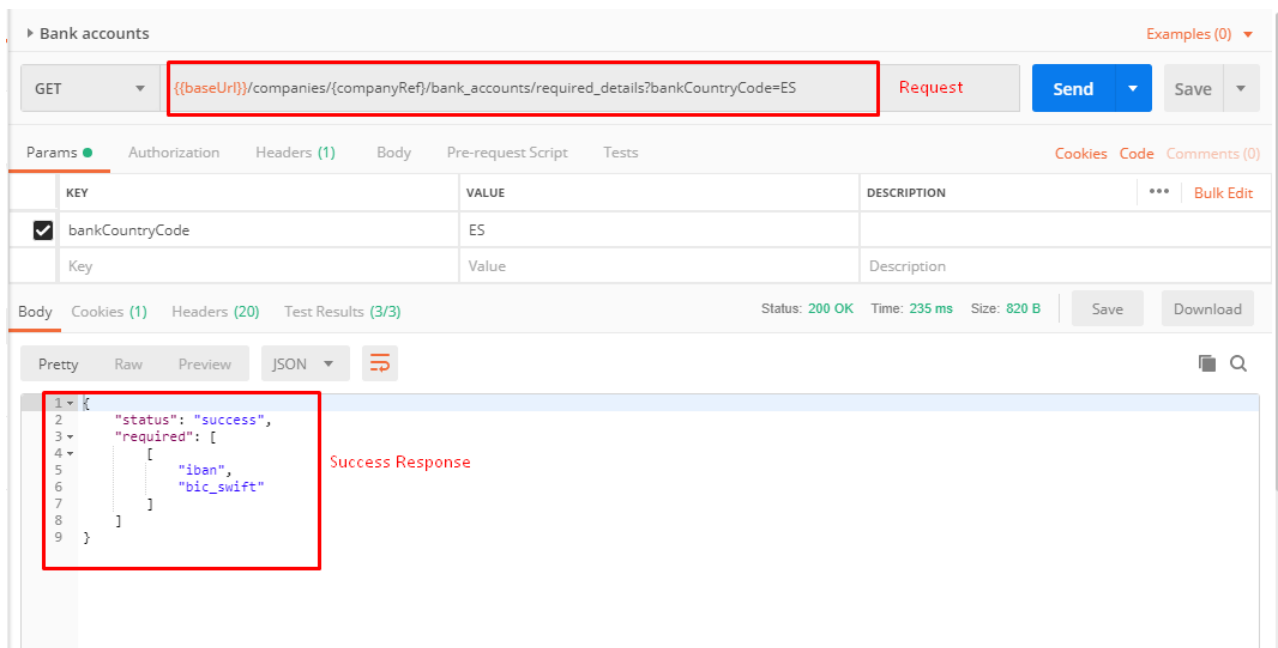 Bank accounts Examples (0)
GET {{baseUrl}}/companies/{companyRef}/bank_accounts/required_details?bankCountryCode=ES Request Send Save
Params Authorization Headers (1) Body Pre-request Script Tests Cookies Code Comments (0)
KEY VALUE DESCRIPTION ••• Bulk Edit
bankCountryCode ES
Key Value Description
Body Cookies (1) Headers (20) Test Results (3/3) Status: 200 OK Time: 235 ms Size: 820 B Save Download
Pretty Raw Preview JSON
1 {
2 "status": "success",
3 "required": [
4 [
5 "iban", Success Response
6 "bic_swift"
7 ]
8 ]
9 }